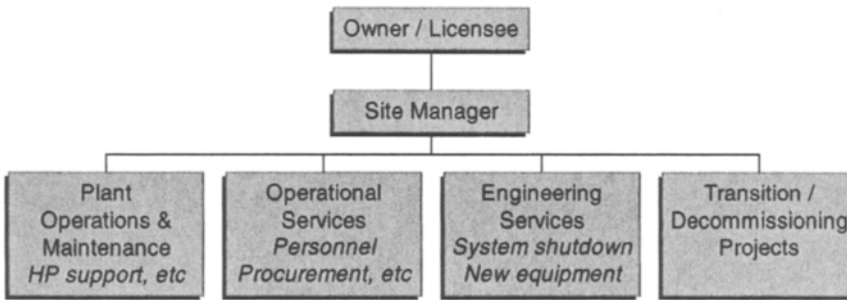 Owner / Licensee
Site Manager
Plant
Operations &
Maintenance
HP support, etc
Operational
Services
Personnel
Procurement, etc
Engineering
Services
System shutdown
New equipment
Transition /
Decommissioning
Projects